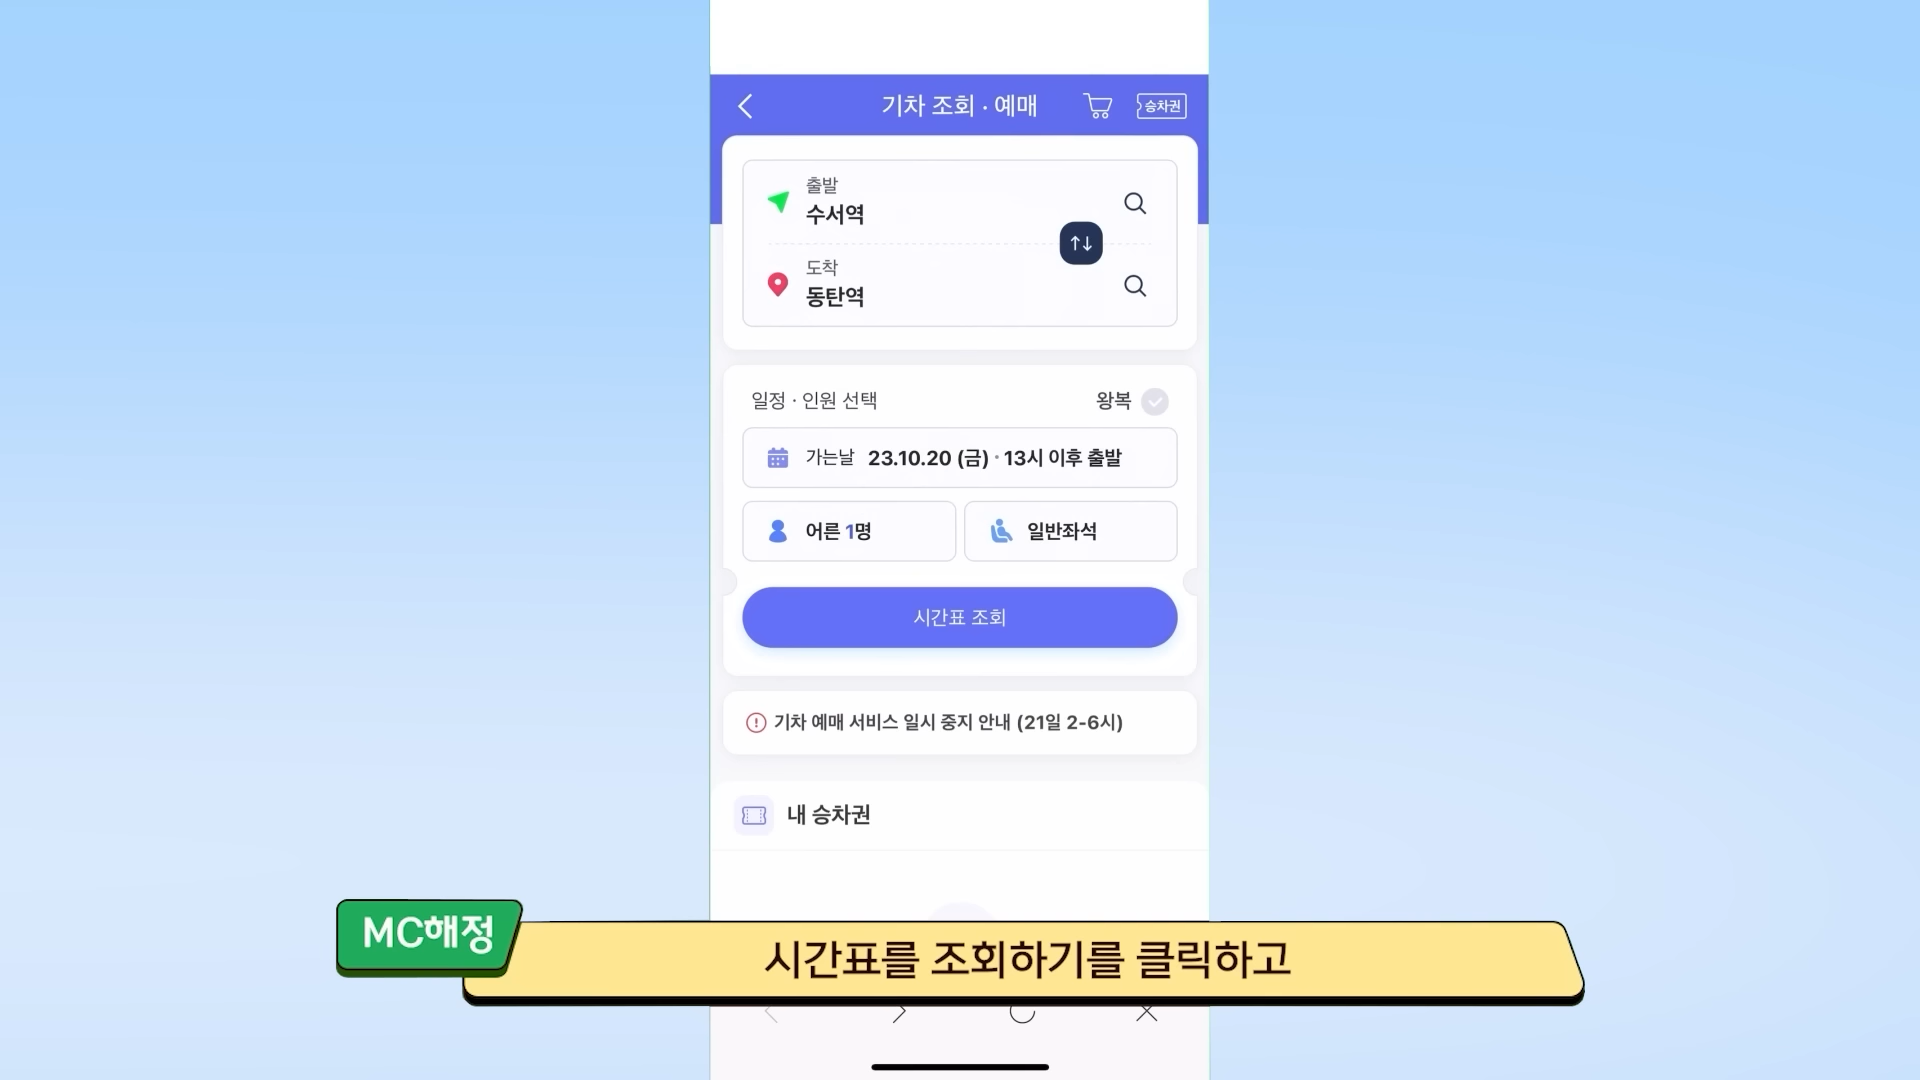 기차 조회 · 예매
승차권
출발
수서역
도착
동탄역
일정 · 인원 선택
왕복
가는날 23.10.20 (금) · 13시 이후 출발
어른 1명
일반좌석
시간표 조회
기차 예매 서비스 일시 중지 안내 (21일 2-6시)
내 승차권
MC해정
시간표를 조회하기를 클릭하고